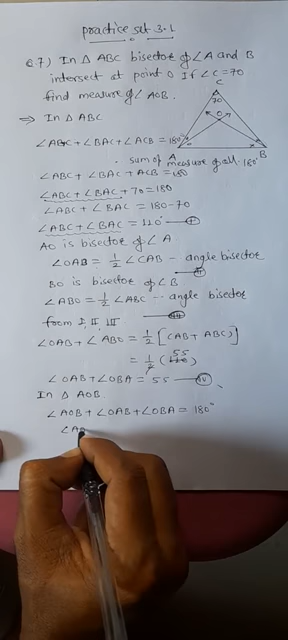 practice set 3.1
Q.7) In Δ ABC bisector of ∠A and B
intersect at point O If ∠C=70
find measure of ∠AOB.
C
70
O
A
B
⇒ In Δ ABC
∠ABC + ∠BAC + ∠ACB = 180°
. sum of measure of all. 180°
∠ABC + ∠BAC + ACB = 180
∠ABC + ∠BAC + 70 = 180
∠ABC + ∠BAC = 180-70
∠ABC + ∠BAC = 110° — I
AO is bisector of ∠A
∠OAB = 1/2 ∠CAB - angle bisector
II
BO is bisector of ∠B
∠ABO = 1/2 ∠ABC -- angle bisector
III
from I, II, III
∠OAB + ∠ABO = 1/2 [CAB + ABC]
= 1/2 (110) 55
∠OAB + ∠OBA = 55 — IV
In Δ AOB.
∠AOB + ∠OAB + ∠OBA = 180°
∠AO